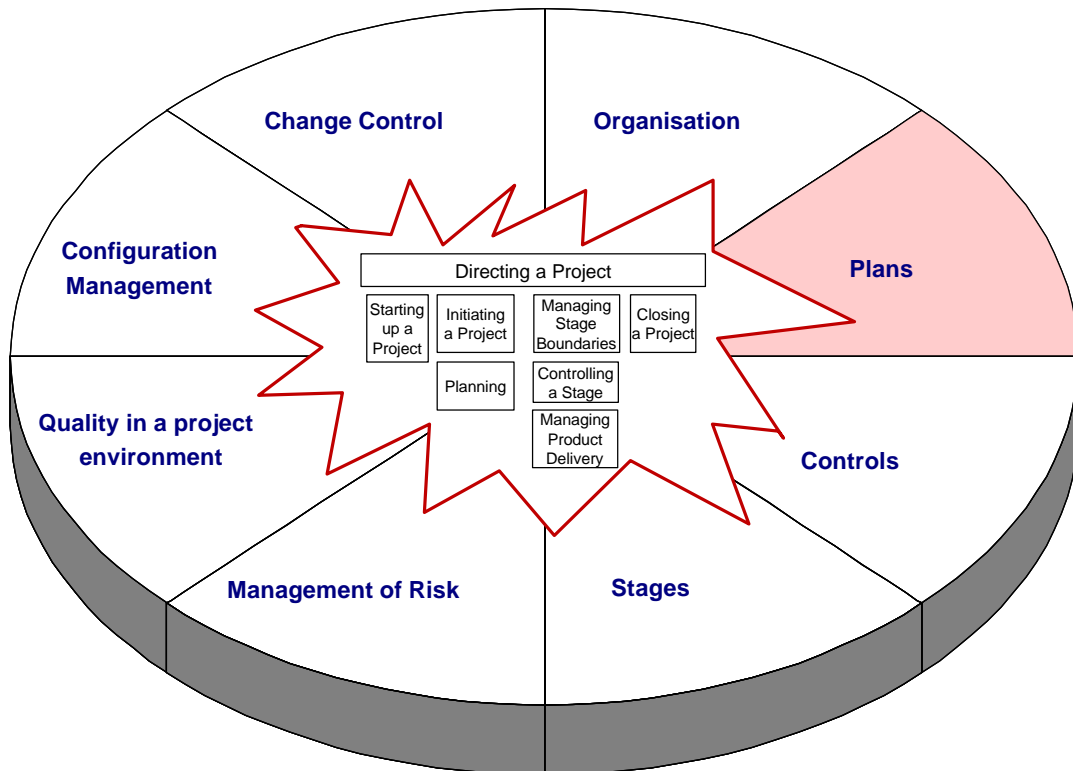 Change Control
Organisation
Configuration
Management
Plans
Directing a Project
Starting
up a
Project
Initiating
a Project
Managing
Stage
Boundaries
Closing
a Project
Planning
Controlling
a Stage
Managing
Product
Delivery
Quality in a project
environment
Controls
Management of Risk
Stages